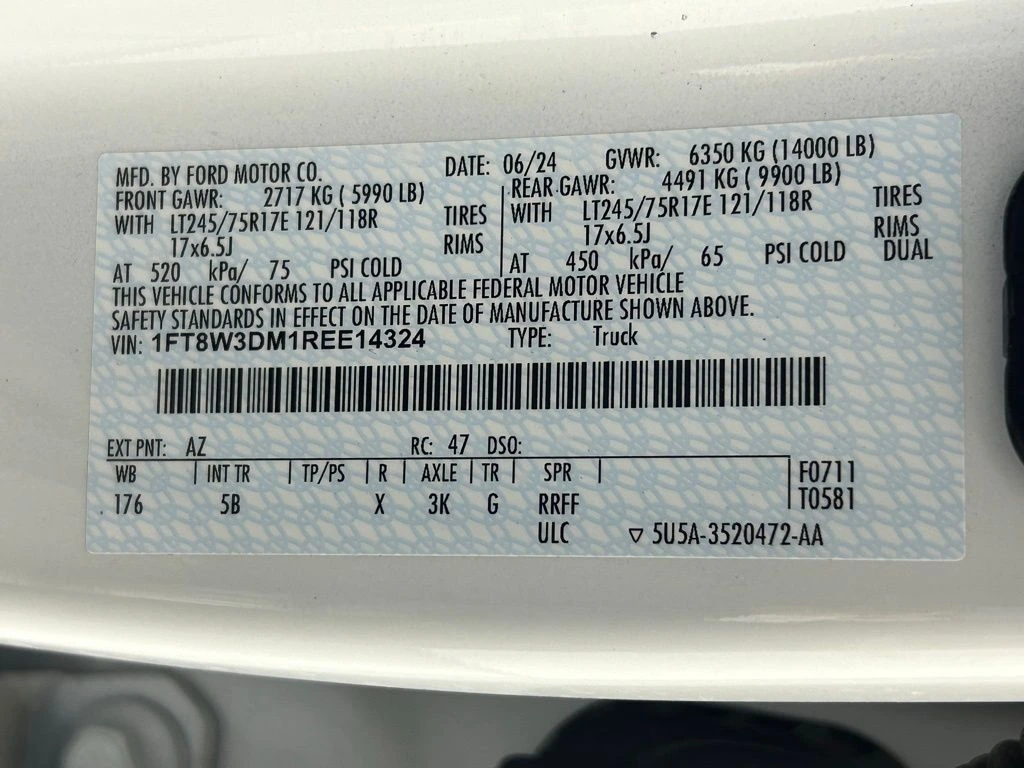 MFD. BY FORD MOTOR CO. DATE: 06/24 GVWR: 6350 KG (14000 LB)
FRONT GAWR: 2717 KG ( 5990 LB) REAR GAWR: 4491 KG ( 9900 LB)
WITH LT245/75R17E 121/118R TIRES WITH LT245/75R17E 121/118R TIRES
17x6.5J RIMS 17x6.5J RIMS
AT 520 kPa/ 75 PSI COLD AT 450 kPa/ 65 PSI COLD DUAL
THIS VEHICLE CONFORMS TO ALL APPLICABLE FEDERAL MOTOR VEHICLE
SAFETY STANDARDS IN EFFECT ON THE DATE OF MANUFACTURE SHOWN ABOVE.
VIN: 1FT8W3DM1REE14324 TYPE: Truck
EXT PNT: AZ RC: 47 DSO:
WB INT TR TP/PS R AXLE TR SPR F0711
176 5B X 3K G RRFF T0581
ULC ▽ 5U5A-3520472-AA